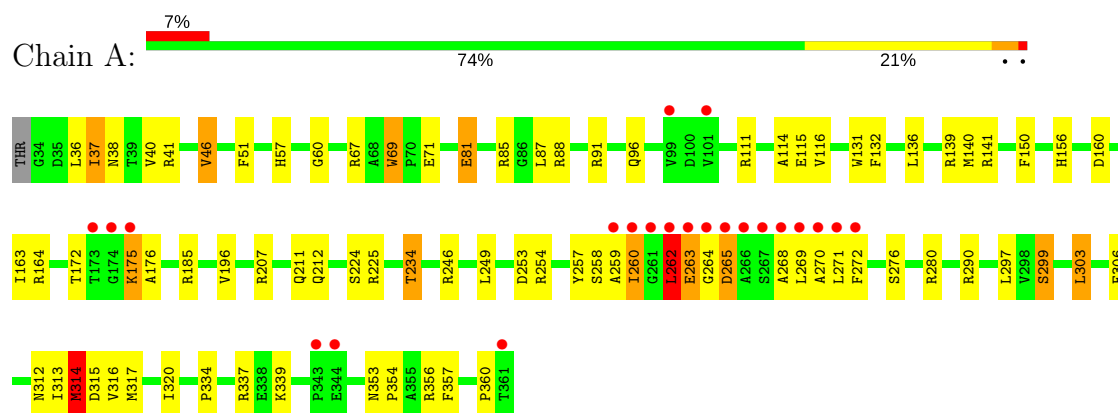 7%
Chain A:
74% 21% • •
THR G34 D35 L36 I37 N38 T39 V40 R41 V46 F51 H57 G60 R67 A68 W69 P70 E71 E81 R85 G86 L87 R88 R91 Q96 V99 D100 V101 R111 A114 E115 V116 W131 F132 L136 R139 M140 R141 F150 H156 D160
I163 R164 T172 T173 G174 K175 A176 R185 V196 R207 Q211 Q212 S224 R225 T234 R246 L249 D253 R254 Y257 S258 A259 I260 G261 L262 E263 G264 D265 A266 S267 A268 L269 A270 L271 F272 S276 R280 R290 L297 V298 S299 L303
N312 I313 M314 D315 V316 M317 I320 P334 R337 E338 K339 P343 E344 N353 P354 A355 R356 F357 P360 T361